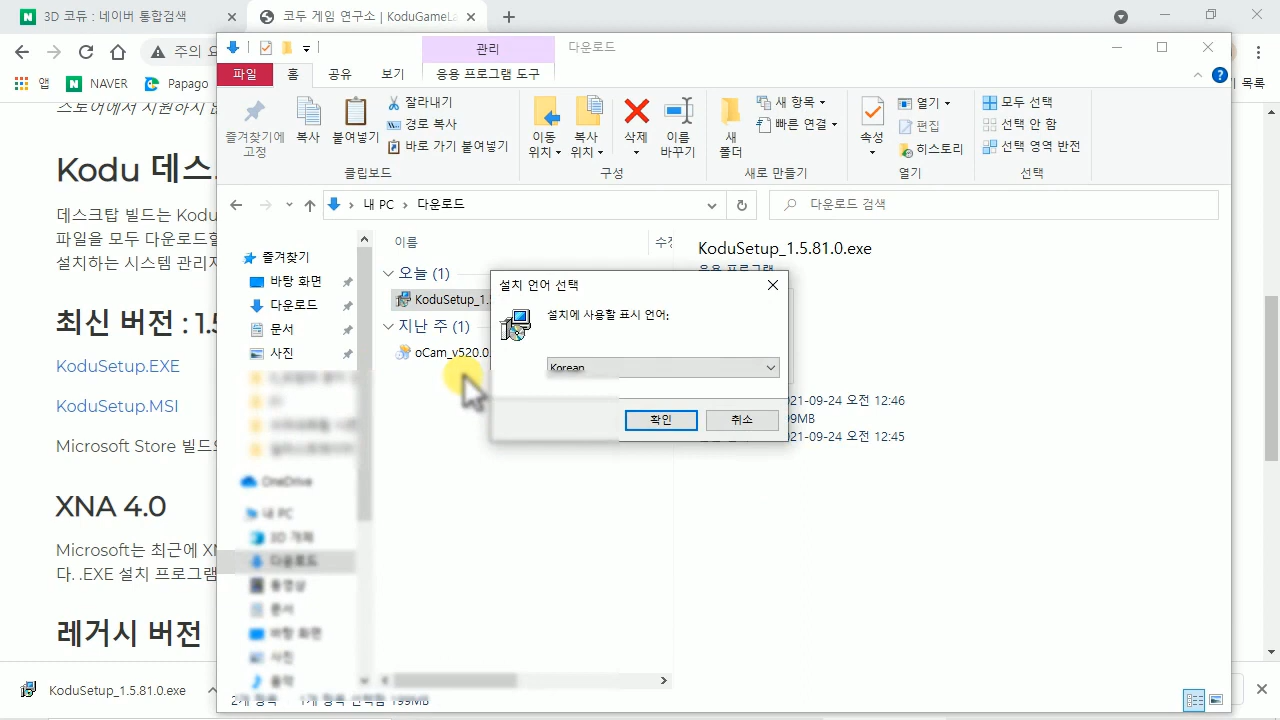 3D 코듀 : 네이버 통합검색
코두 게임 연구소 | KoduGameLa
주의 요
앱
NAVER
Papago
목록
스토어에서 지원하지 않
Kodu 데스
데스크탑 빌드는 Kodu
파일을 모두 다운로드할
설치하는 시스템 관리자
최신 버전 : 1.5
KoduSetup.EXE
KoduSetup.MSI
Microsoft Store 빌드의
XNA 4.0
Microsoft는 최근에 XN
다. .EXE 설치 프로그램
레거시 버전
KoduSetup_1.5.81.0.exe
관리
다운로드
파일
홈
공유
보기
응용 프로그램 도구
즐겨찾기에
고정
복사
붙여넣기
잘라내기
경로 복사
바로 가기 붙여넣기
클립보드
이동
위치
복사
위치
삭제
이름
바꾸기
구성
새
폴더
새 항목
빠른 연결
새로 만들기
속성
열기
편집
히스토리
열기
모두 선택
선택 안 함
선택 영역 반전
선택
내 PC
다운로드
다운로드 검색
즐겨찾기
바탕 화면
다운로드
문서
사진
OneDrive
내 PC
3D 개체
다운로드
동영상
문서
바탕 화면
사진
음악
이름
수정
오늘 (1)
KoduSetup_1.5
지난 주 (1)
oCam_v520.0
KoduSetup_1.5.81.0.exe
응용 프로그램
21-09-24 오전 12:46
9MB
21-09-24 오전 12:45
설치 언어 선택
설치에 사용할 표시 언어:
Korean
확인
취소
2개 항목
1개 항목 선택함 199MB